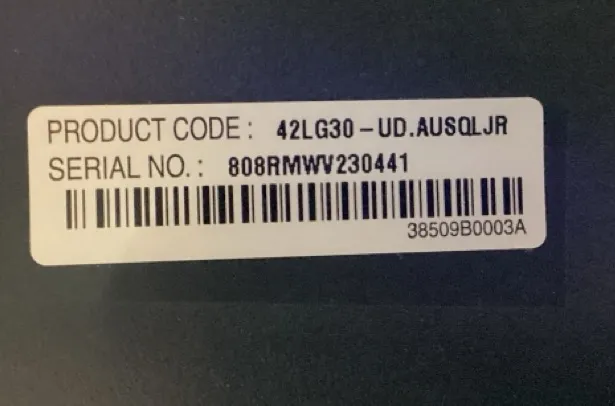 PRODUCT CODE : 42LG30-UD.AUSQLJR
SERIAL NO. : 808RMWV230441
38509B0003A